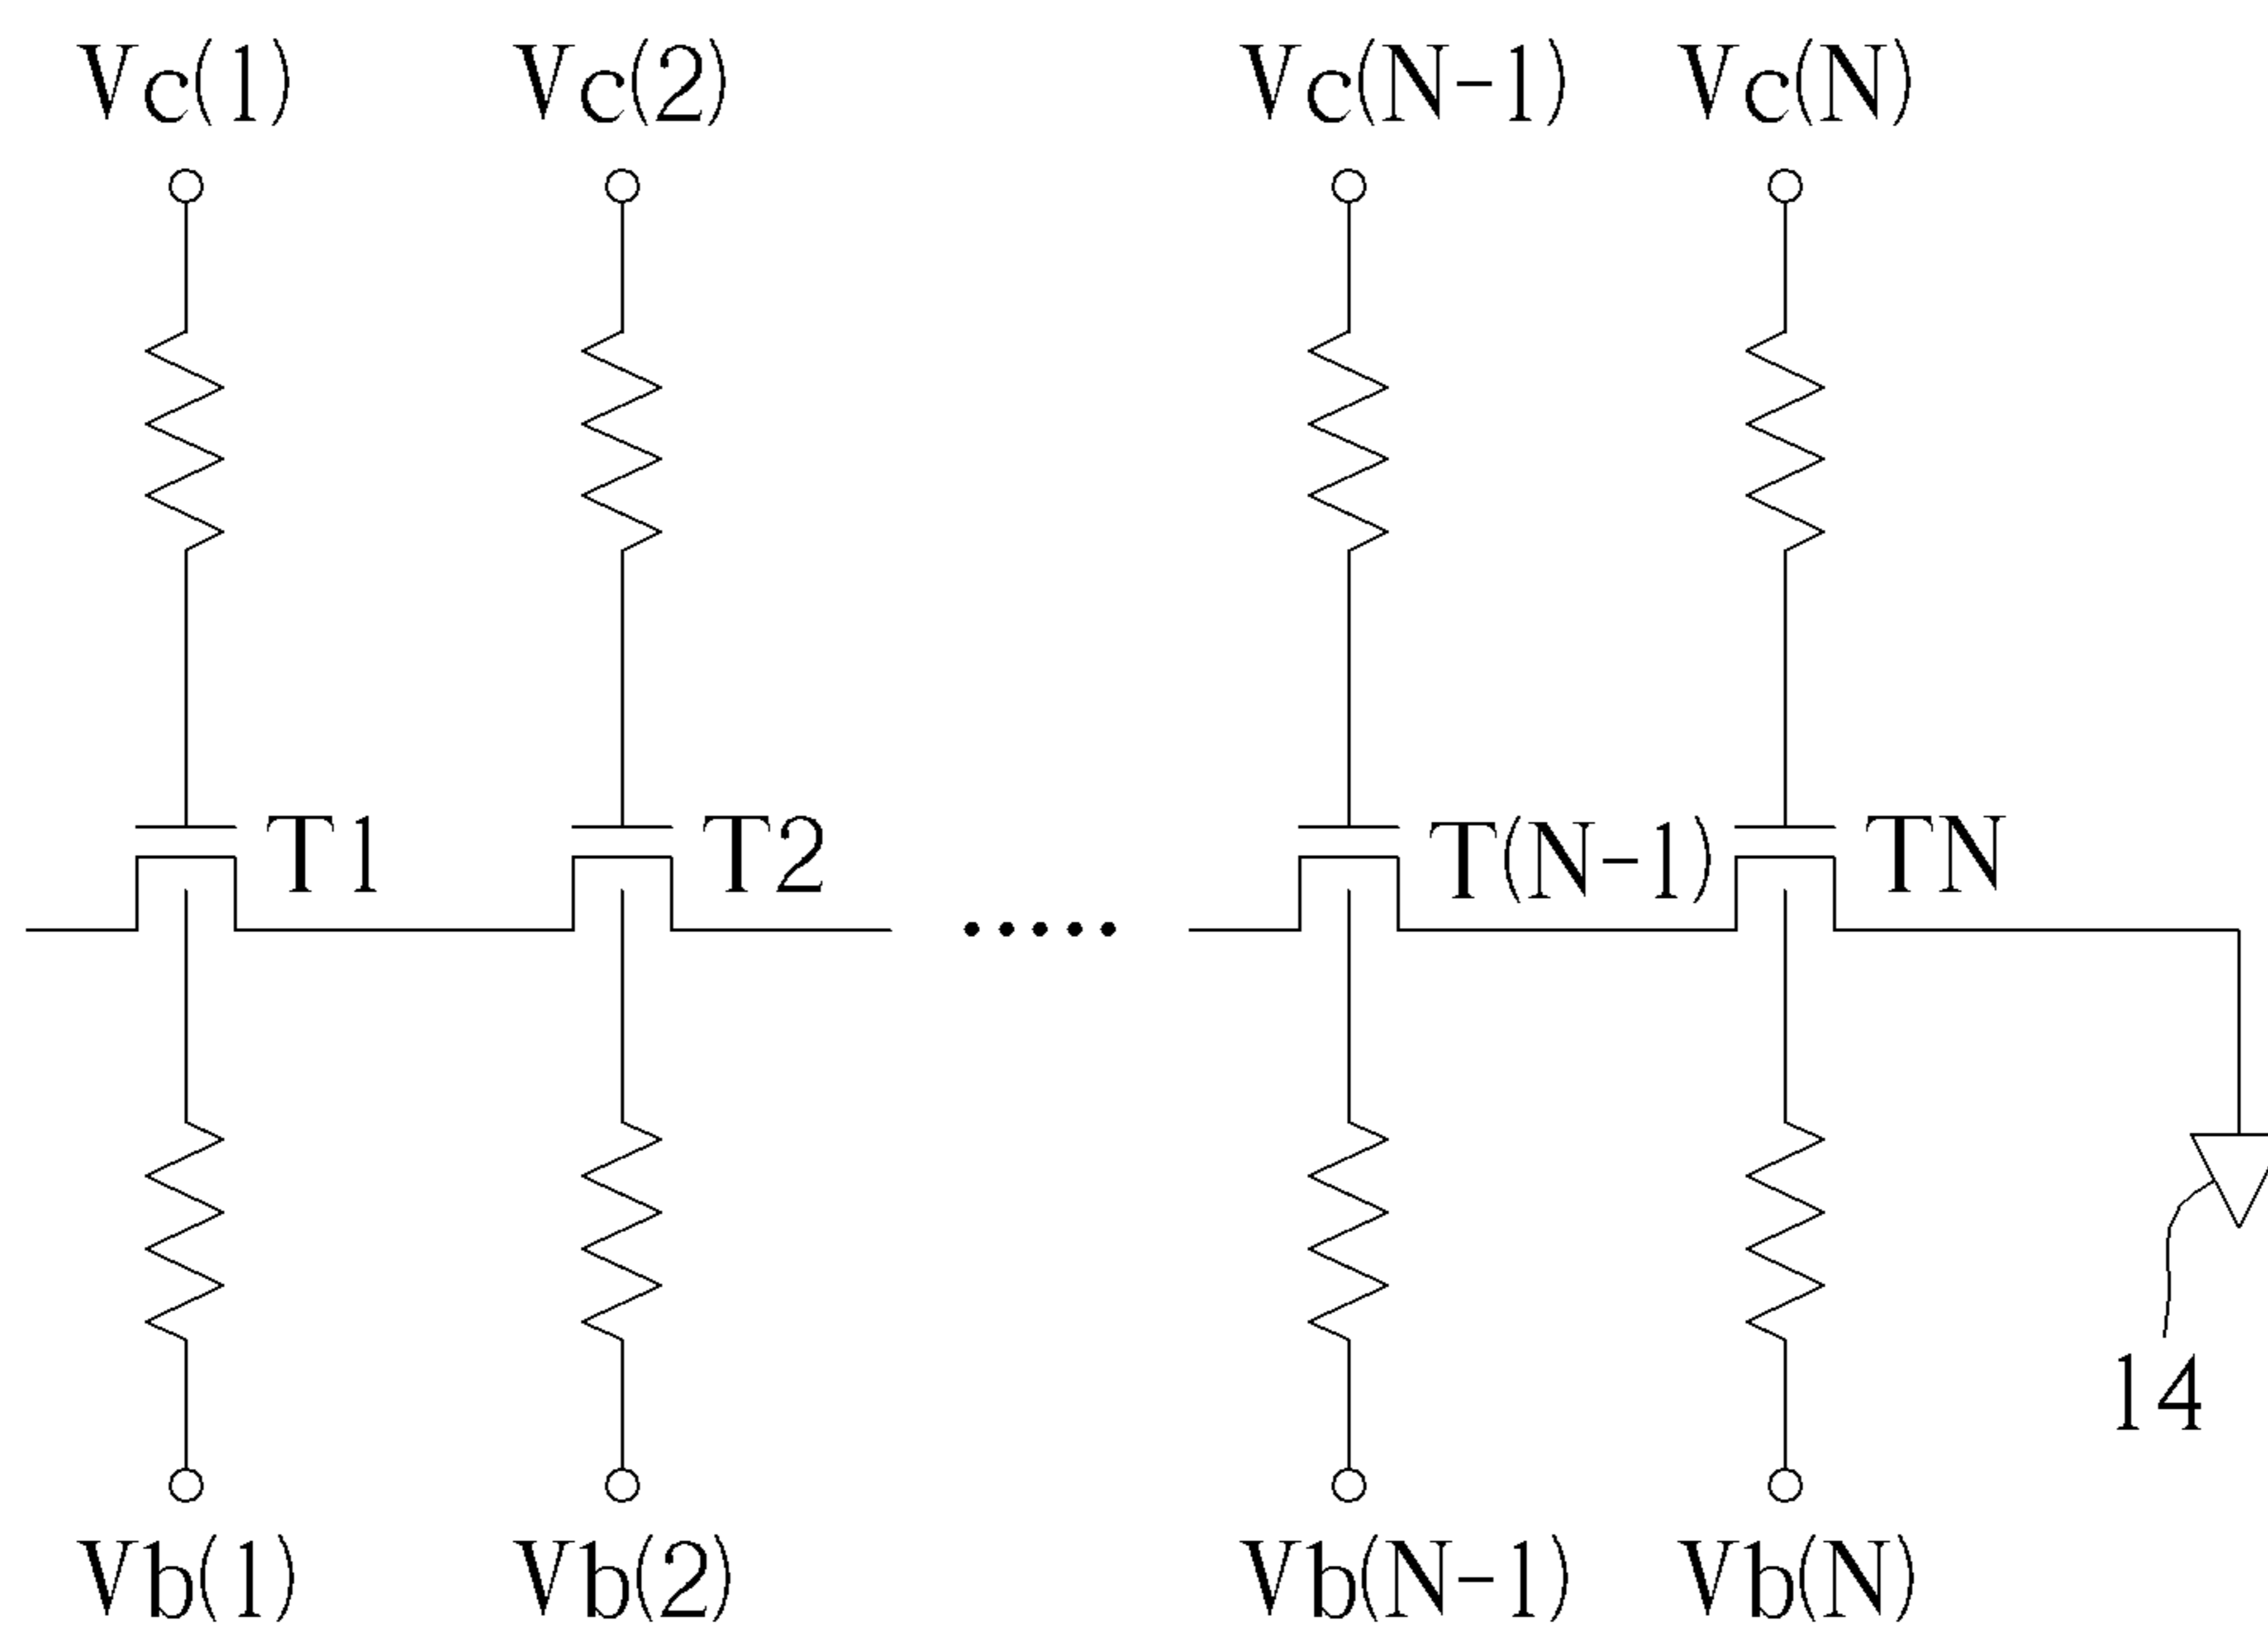 Vc(1) Vc(2) Vc(N-1) Vc(N)
T1 T2 T(N-1) TN
14
Vb(1) Vb(2) Vb(N-1) Vb(N)